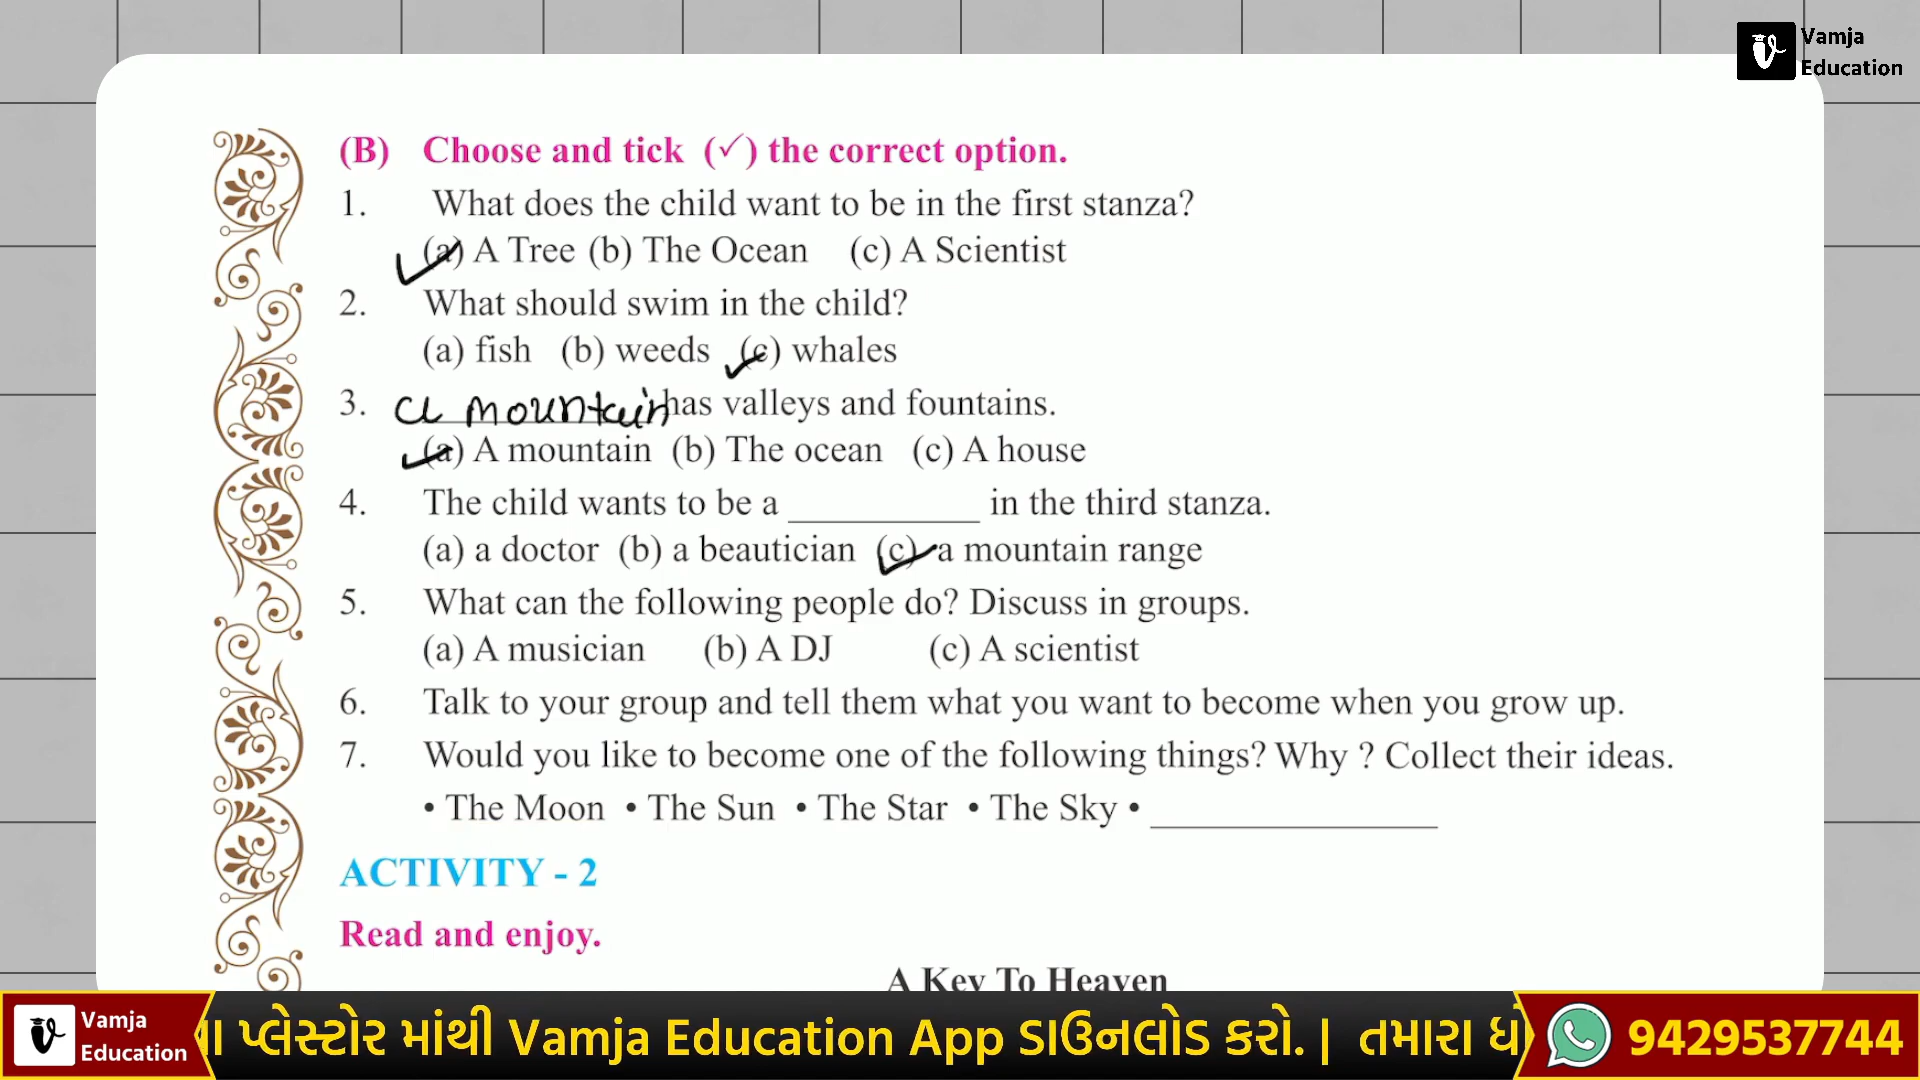 Vamja
Education
(B) Choose and tick (✓) the correct option.
1. What does the child want to be in the first stanza?
(a) A Tree (b) The Ocean (c) A Scientist
2. What should swim in the child?
(a) fish (b) weeds (c) whales
3. a mountain has valleys and fountains.
(a) A mountain (b) The ocean (c) A house
4. The child wants to be a __________ in the third stanza.
(a) a doctor (b) a beautician (c) a mountain range
5. What can the following people do? Discuss in groups.
(a) A musician (b) A DJ (c) A scientist
6. Talk to your group and tell them what you want to become when you grow up.
7. Would you like to become one of the following things? Why ? Collect their ideas.
• The Moon • The Sun • The Star • The Sky • _______________
ACTIVITY - 2
Read and enjoy.
A Key To Heaven
Vamja
Education
પ્લેસ્ટોર માંથી Vamja Education App ડાઉનલોડ કરો. | તમારા
9429537744